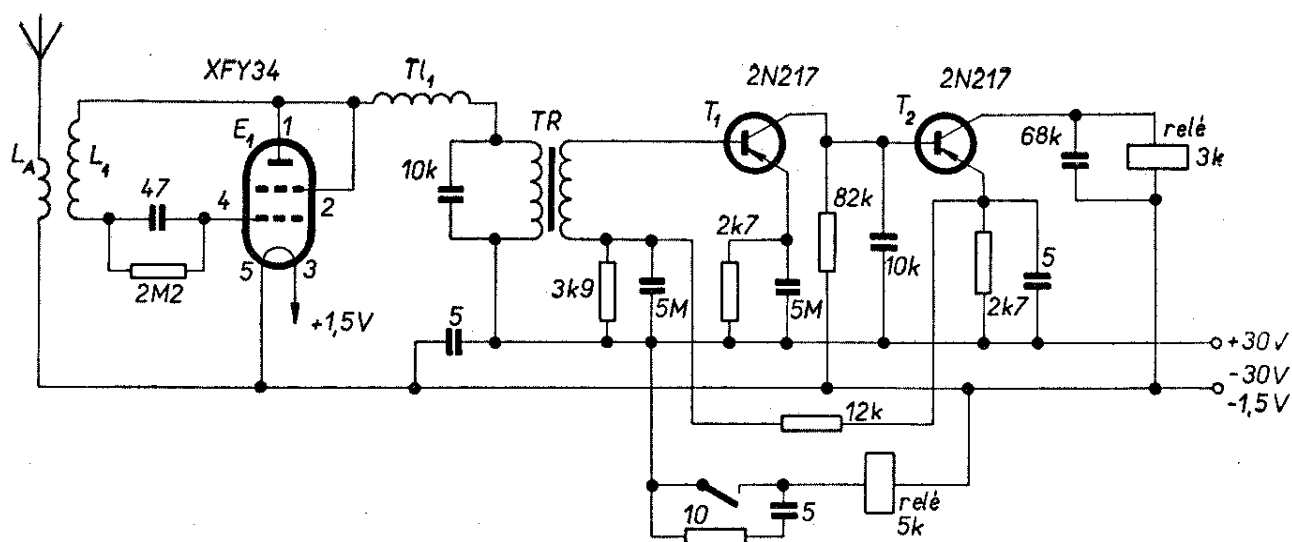 XFY34
Tl₁
2N217
2N217
E₁
1
TR
T₁
T₂
68k
relé
3k
L_A
L₁
10k
47
4
2
82k
5
3
2M2
+1,5V
2k7
3k9
5M
5M
10k
2k7
5
5
+30V
-30V
-1,5V
12k
10
5
relé
5k